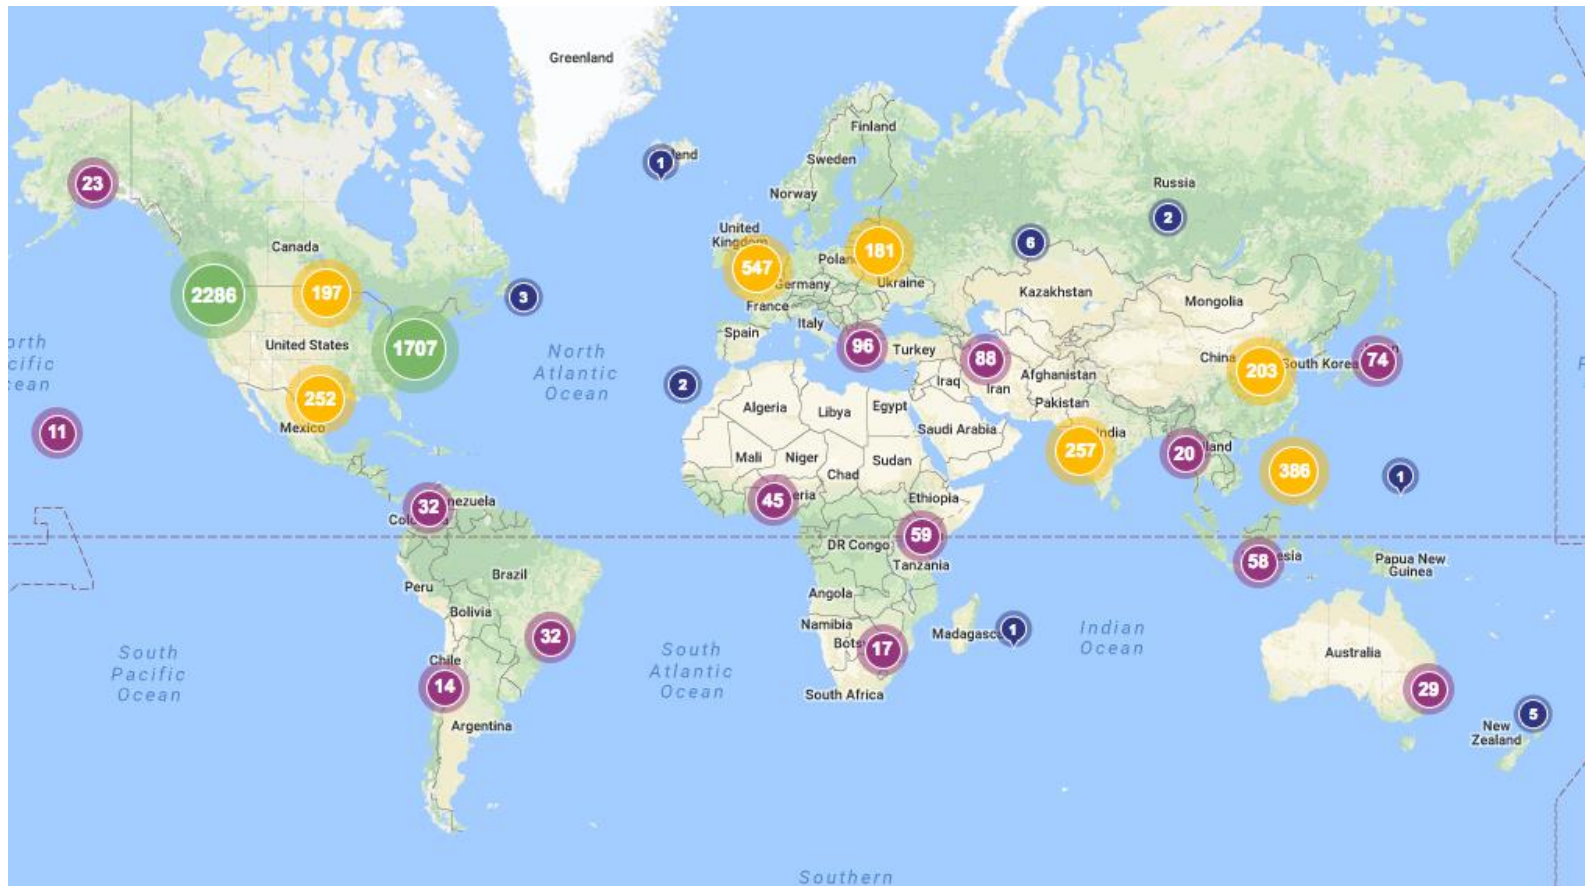 Greenland
Finland
1
Sweden
23
Russia
Norway
2
United
Kingdom
6
Canada
181
547
Germany
Ukraine
2286
197
3
Kazakhstan
Mongolia
France
Italy
Spain
United States
1707
96
Turkey
88
China
203
South Korea
74
North
Atlantic
Ocean
2
Iraq
Iran
Afghanistan
Pakistan
252
Mexico
Algeria
Libya
Egypt
Saudi Arabia
11
257
20
386
1
Mali
Niger
Chad
Sudan
32
45
Ethiopia
59
DR Congo
Tanzania
58
Papua New
Guinea
Brazil
Peru
Angola
Bolivia
32
Namibia
17
Madagasca
1
Indian
Ocean
South
Pacific
Ocean
South
Atlantic
Ocean
Chile
14
South Africa
Australia
29
Argentina
5
New
Zealand
Southern